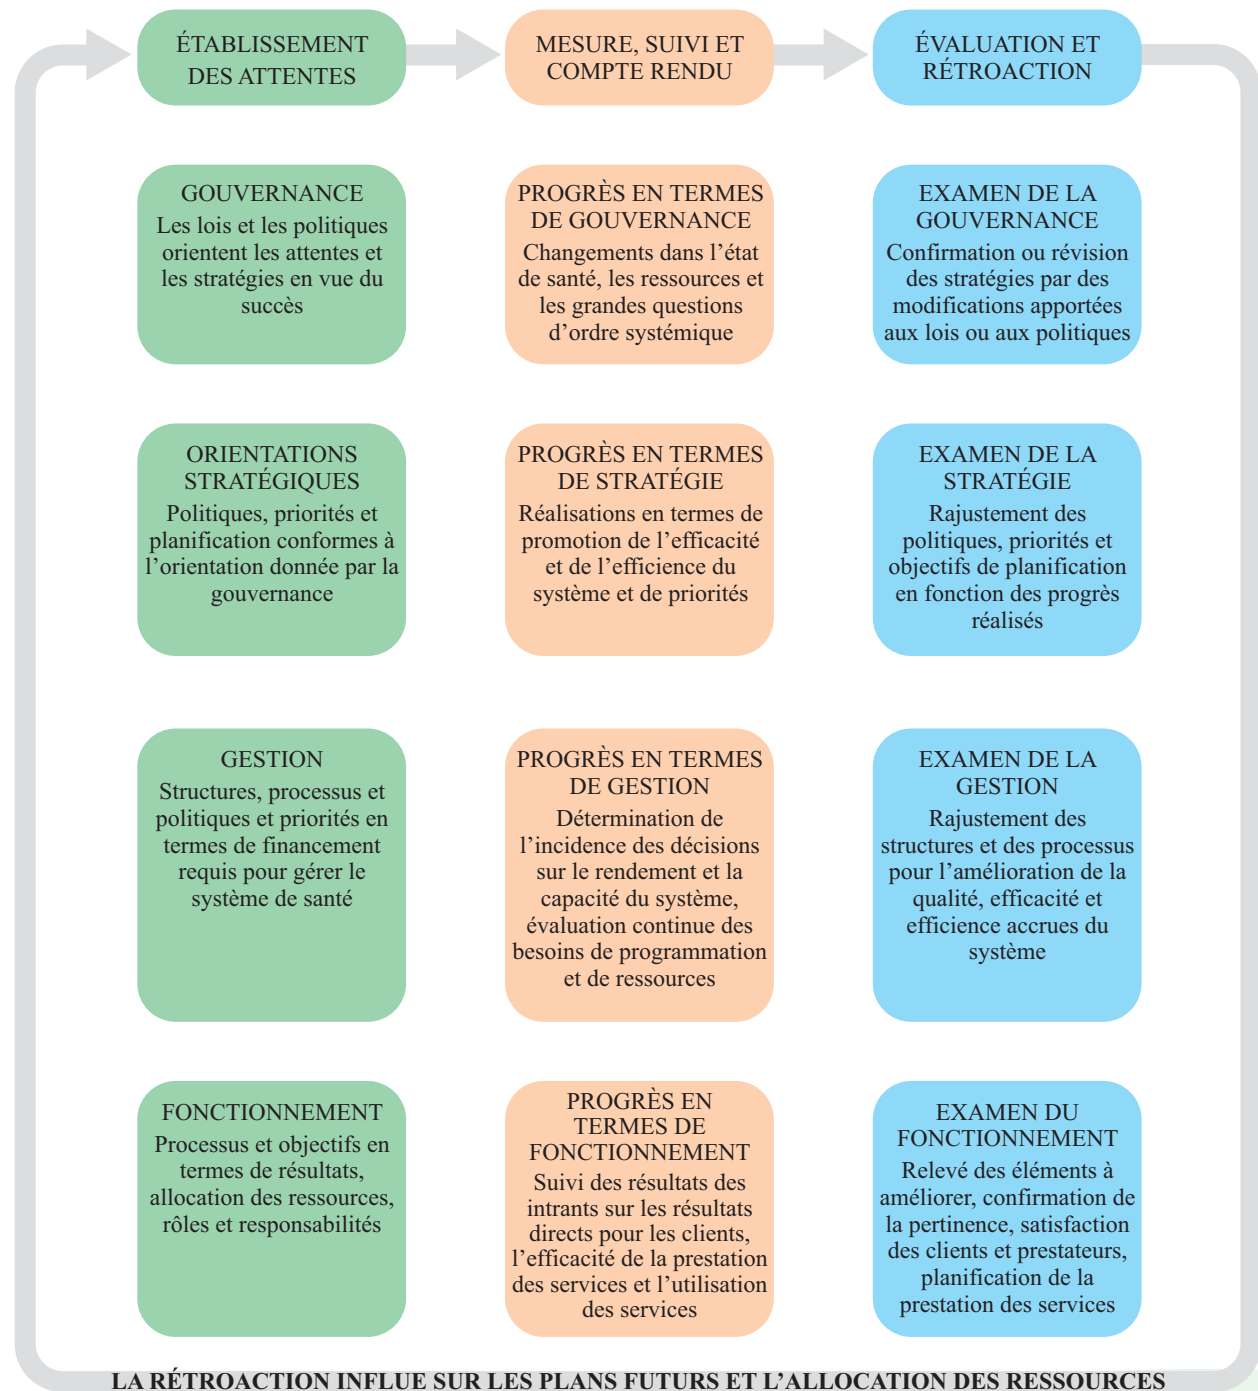 ÉTABLISSEMENT
DES ATTENTES
MESURE, SUIVI ET
COMPTE RENDU
ÉVALUATION ET
RÉTROACTION
GOUVERNANCE
Les lois et les politiques
orientent les attentes et
les stratégies en vue du
succès
PROGRÈS EN TERMES
DE GOUVERNANCE
Changements dans l’état
de santé, les ressources et
les grandes questions
d’ordre systémique
EXAMEN DE LA
GOUVERNANCE
Confirmation ou révision
des stratégies par des
modifications apportées
aux lois ou aux politiques
ORIENTATIONS
STRATÉGIQUES
Politiques, priorités et
planification conformes à
l’orientation donnée par la
gouvernance
PROGRÈS EN TERMES
DE STRATÉGIE
Réalisations en termes de
promotion de l’efficacité
et de l’efficience du
système et de priorités
EXAMEN DE LA
STRATÉGIE
Rajustement des
politiques, priorités et
objectifs de planification
en fonction des progrès
réalisés
GESTION
Structures, processus et
politiques et priorités en
termes de financement
requis pour gérer le
système de santé
PROGRÈS EN TERMES
DE GESTION
Détermination de
l’incidence des décisions
sur le rendement et la
capacité du système,
évaluation continue des
besoins de programmation
et de ressources
EXAMEN DE LA
GESTION
Rajustement des
structures et des processus
pour l’amélioration de la
qualité, efficacité et
efficience accrues du
système
FONCTIONNEMENT
Processus et objectifs en
termes de résultats,
allocation des ressources,
rôles et responsabilités
PROGRÈS EN
TERMES DE
FONCTIONNEMENT
Suivi des résultats des
intrants sur les résultats
directs pour les clients,
l’efficacité de la prestation
des services et l’utilisation
des services
EXAMEN DU
FONCTIONNEMENT
Relevé des éléments à
améliorer, confirmation de
la pertinence, satisfaction
des clients et prestateurs,
planification de la
prestation des services
LA RÉTROACTION INFLUE SUR LES PLANS FUTURS ET L’ALLOCATION DES RESSOURCES